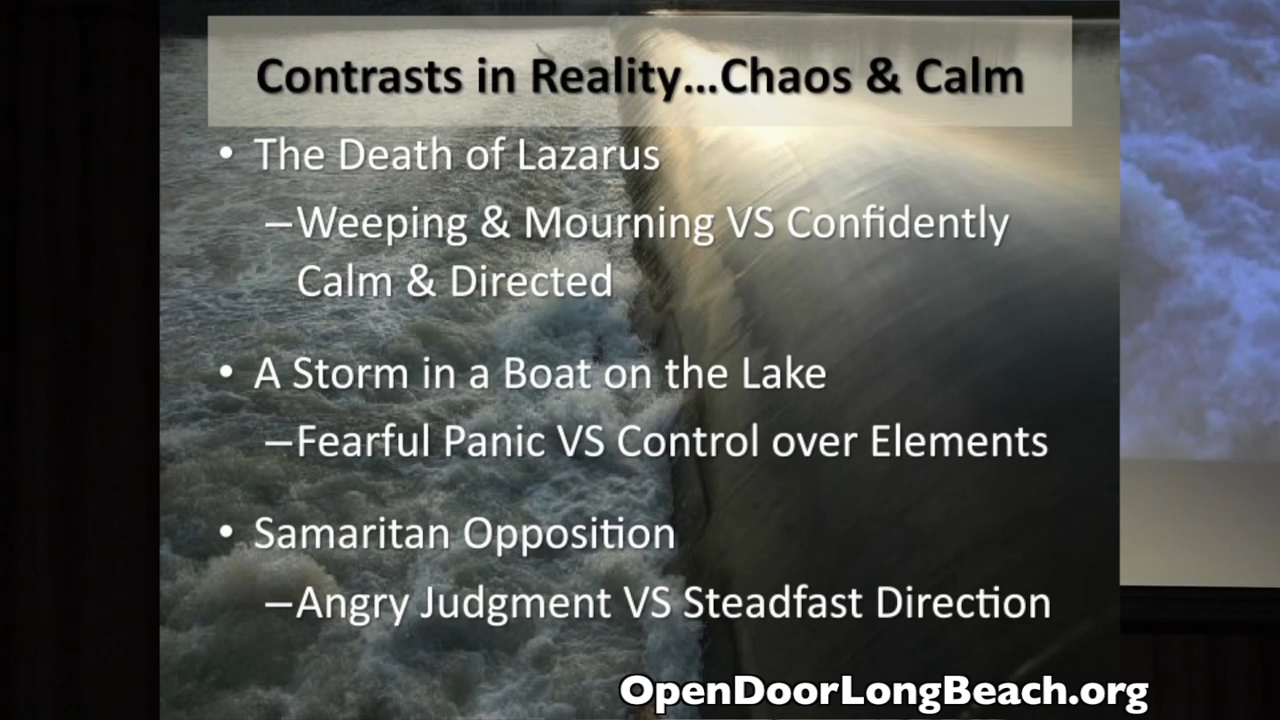 Contrasts in Reality…Chaos & Calm
• The Death of Lazarus
–Weeping & Mourning VS Confidently
Calm & Directed
• A Storm in a Boat on the Lake
–Fearful Panic VS Control over Elements
• Samaritan Opposition
–Angry Judgment VS Steadfast Direction
OpenDoorLongBeach.org